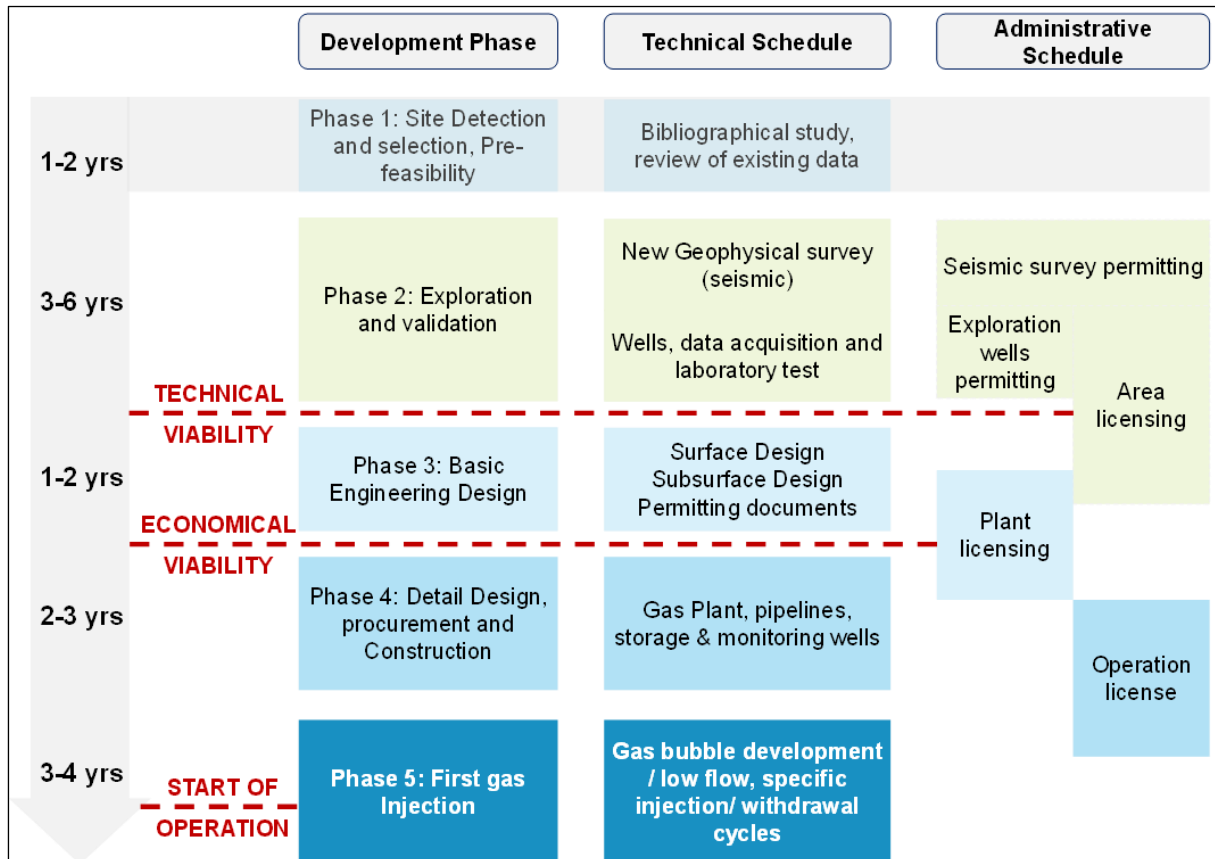 Development Phase
Technical Schedule
Administrative
Schedule
1-2 yrs
Phase 1: Site Detection
and selection, Pre-
feasibility
Bibliographical study,
review of existing data
3-6 yrs
Phase 2: Exploration
and validation
New Geophysical survey
(seismic)
Wells, data acquisition and
laboratory test
Seismic survey permitting
Exploration
wells
permitting
Area
licensing
TECHNICAL
VIABILITY
1-2 yrs
Phase 3: Basic
Engineering Design
Surface Design
Subsurface Design
Permitting documents
Plant
licensing
ECONOMICAL
VIABILITY
2-3 yrs
Phase 4: Detail Design,
procurement and
Construction
Gas Plant, pipelines,
storage & monitoring wells
Operation
license
3-4 yrs
START OF
OPERATION
Phase 5: First gas
Injection
Gas bubble development
/ low flow, specific
injection/ withdrawal
cycles